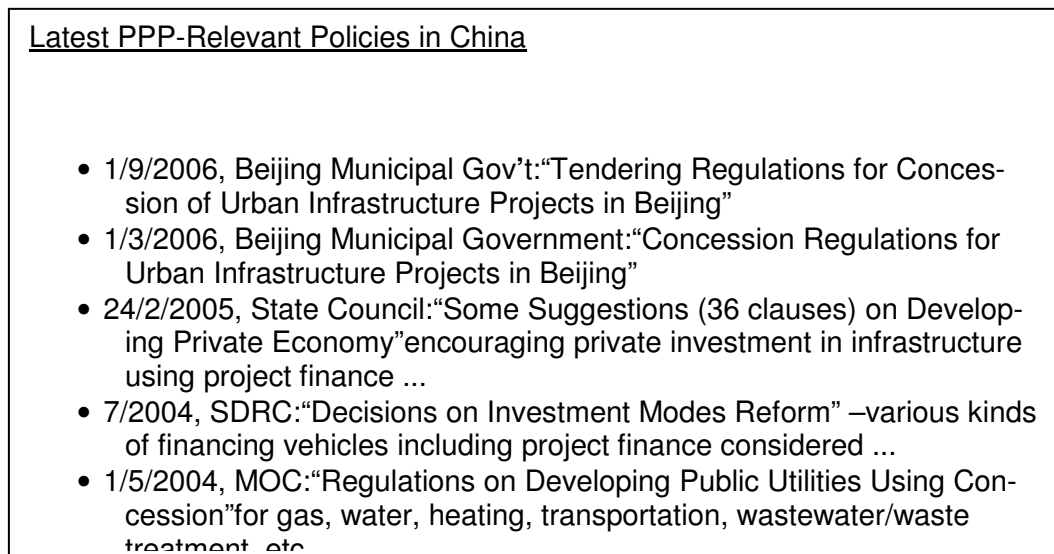 Latest PPP-Relevant Policies in China
• 1/9/2006, Beijing Municipal Gov't:“Tendering Regulations for Conces-
sion of Urban Infrastructure Projects in Beijing”
• 1/3/2006, Beijing Municipal Government:“Concession Regulations for
Urban Infrastructure Projects in Beijing”
• 24/2/2005, State Council:“Some Suggestions (36 clauses) on Develop-
ing Private Economy”encouraging private investment in infrastructure
using project finance ...
• 7/2004, SDRC:“Decisions on Investment Modes Reform” –various kinds
of financing vehicles including project finance considered ...
• 1/5/2004, MOC:“Regulations on Developing Public Utilities Using Con-
cession”for gas, water, heating, transportation, wastewater/waste
treatment, etc